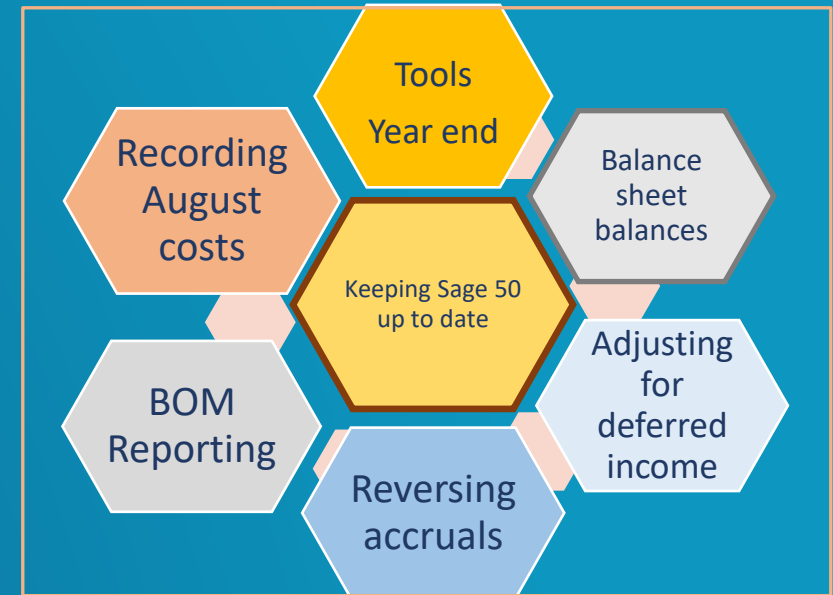 Tools
Year end
Recording
August
costs
Balance
sheet
balances
Keeping Sage 50
up to date
Adjusting
for
deferred
income
BOM
Reporting
Reversing
accruals